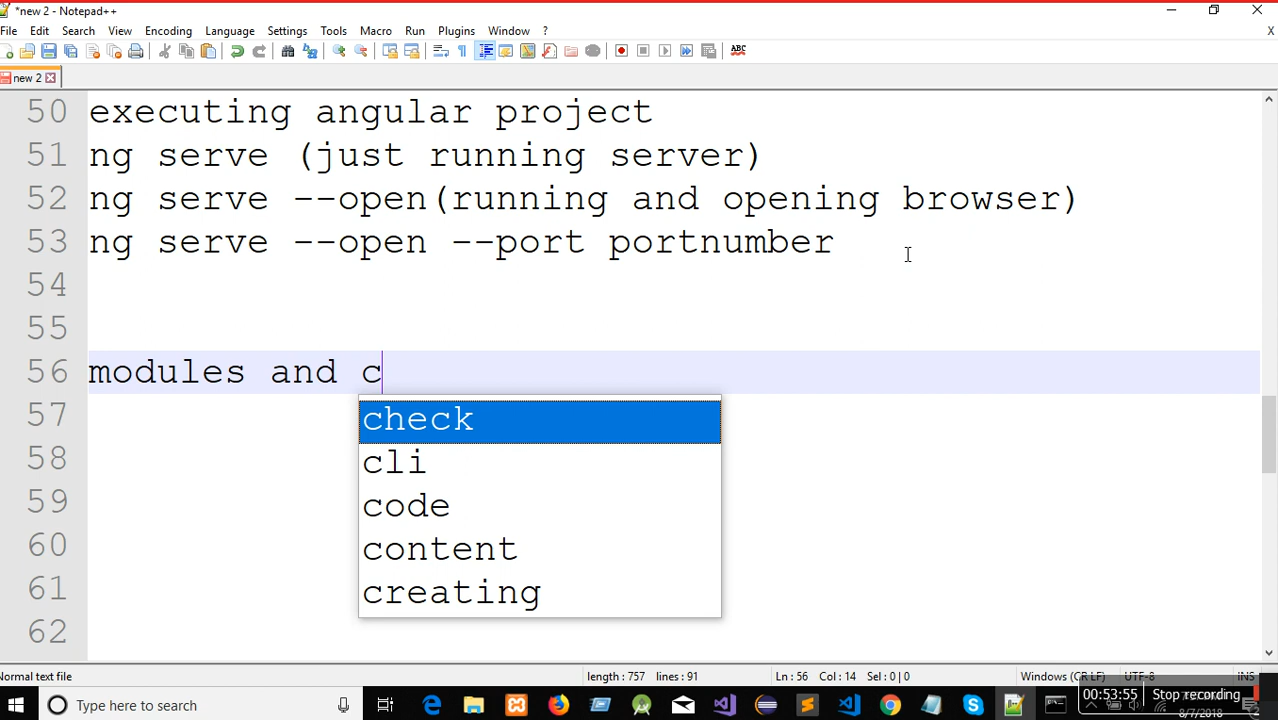 *new 2 - Notepad++
File Edit Search View Encoding Language Settings Tools Macro Run Plugins Window ? X
ABC
new 2
50 executing angular project
51 ng serve (just running server)
52 ng serve --open(running and opening browser)
53 ng serve --open --port portnumber
54
55
56 modules and c
57 check
58 cli
59 code
60 content
61 creating
62
Normal text file length : 757 lines : 91 Ln : 56 Col : 14 Sel : 0 | 0 Windows (CR LF) UTF-8 INS
Type here to search 00:53:55 Stop recording
8/7/2018